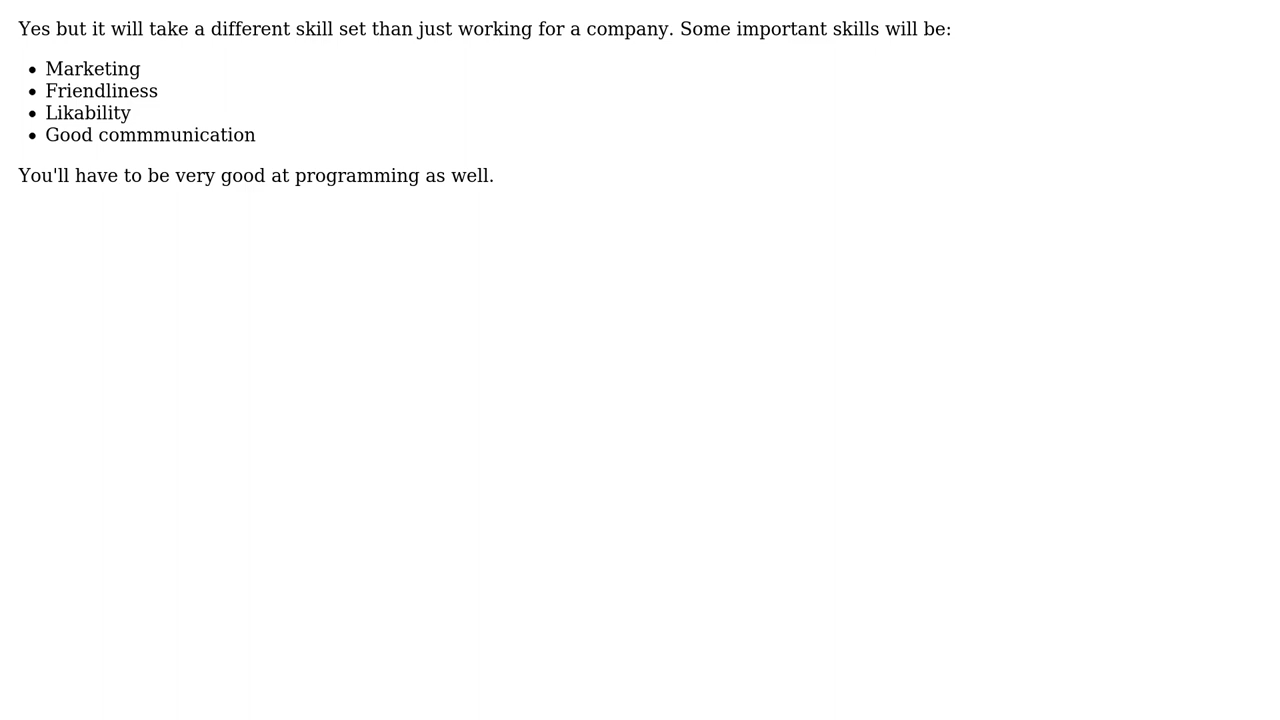 Yes but it will take a different skill set than just working for a company. Some important skills will be:
• Marketing
• Friendliness
• Likability
• Good commmunication
You'll have to be very good at programming as well.